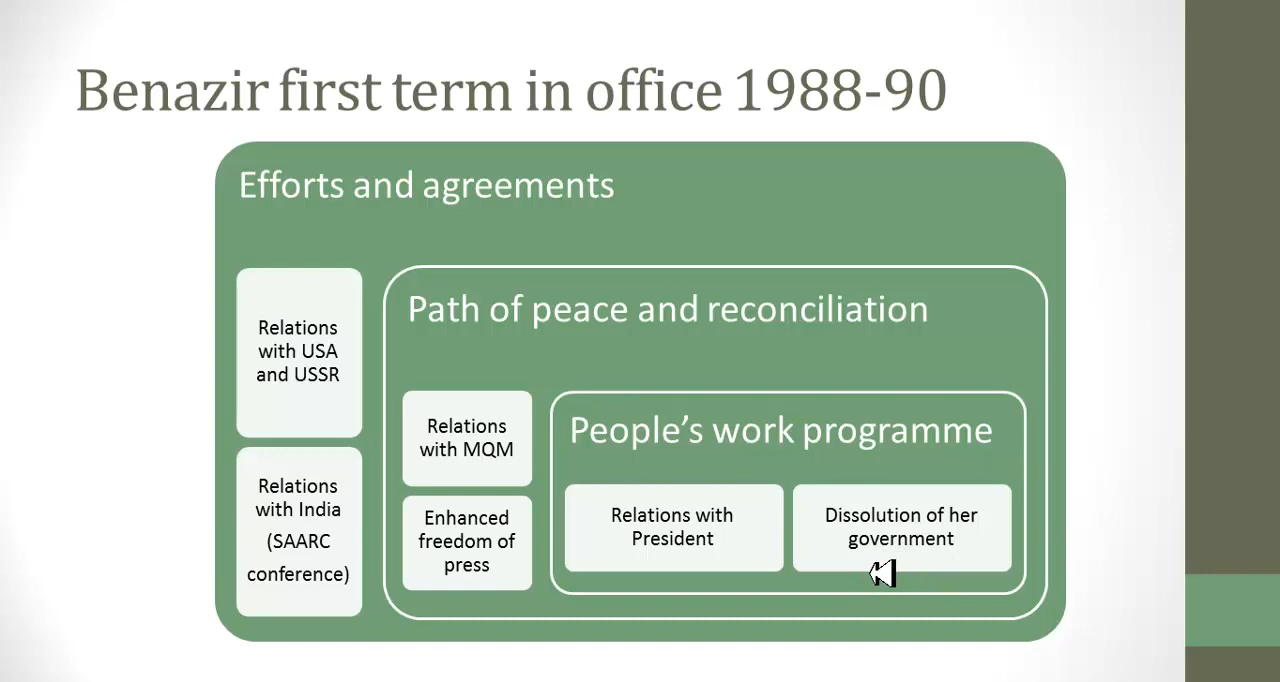 Benazir first term in office 1988-90
Efforts and agreements
Relations
with USA
and USSR
Relations
with India
(SAARC
conference)
Path of peace and reconciliation
Relations
with MQM
Enhanced
freedom of
press
People’s work programme
Relations with
President
Dissolution of her
government